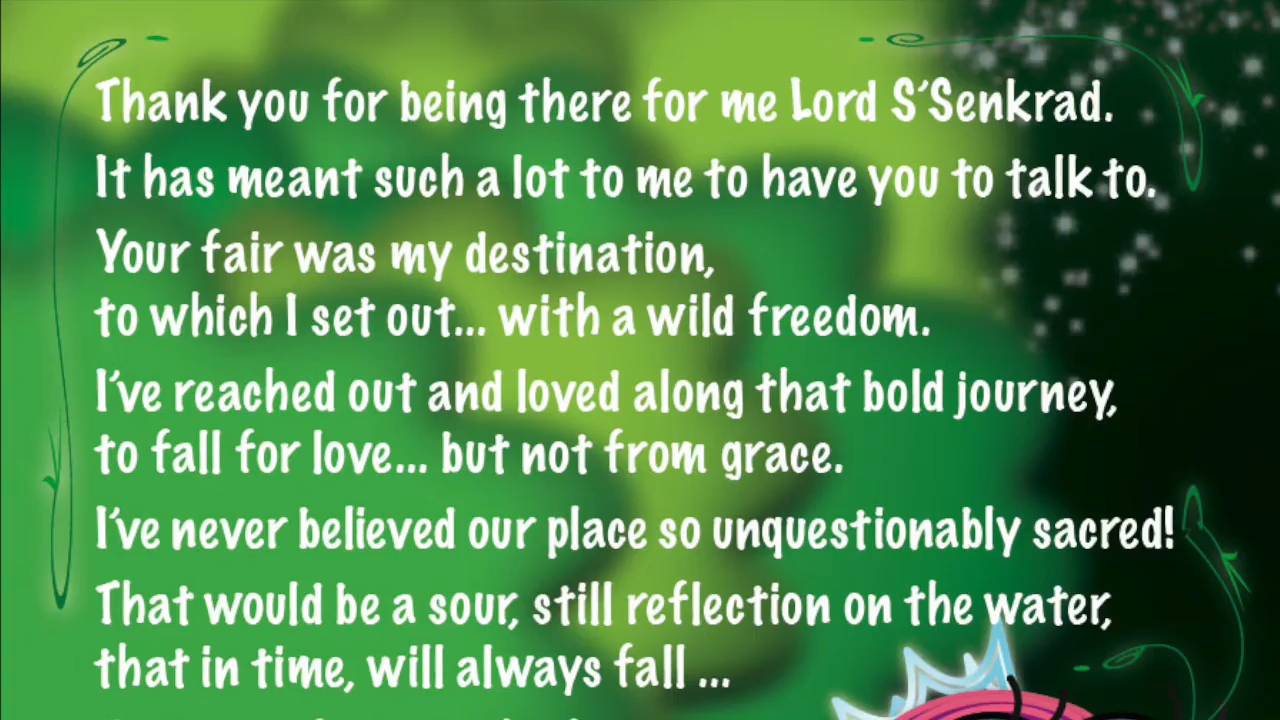 Thank you for being there for me Lord S'Senkrad.
It has meant such a lot to me to have you to talk to.
Your fair was my destination,
to which I set out... with a wild freedom.
I've reached out and loved along that bold journey,
to fall for love... but not from grace.
I've never believed our place so unquestionably sacred!
That would be a sour, still reflection on the water,
that in time, will always fall ...